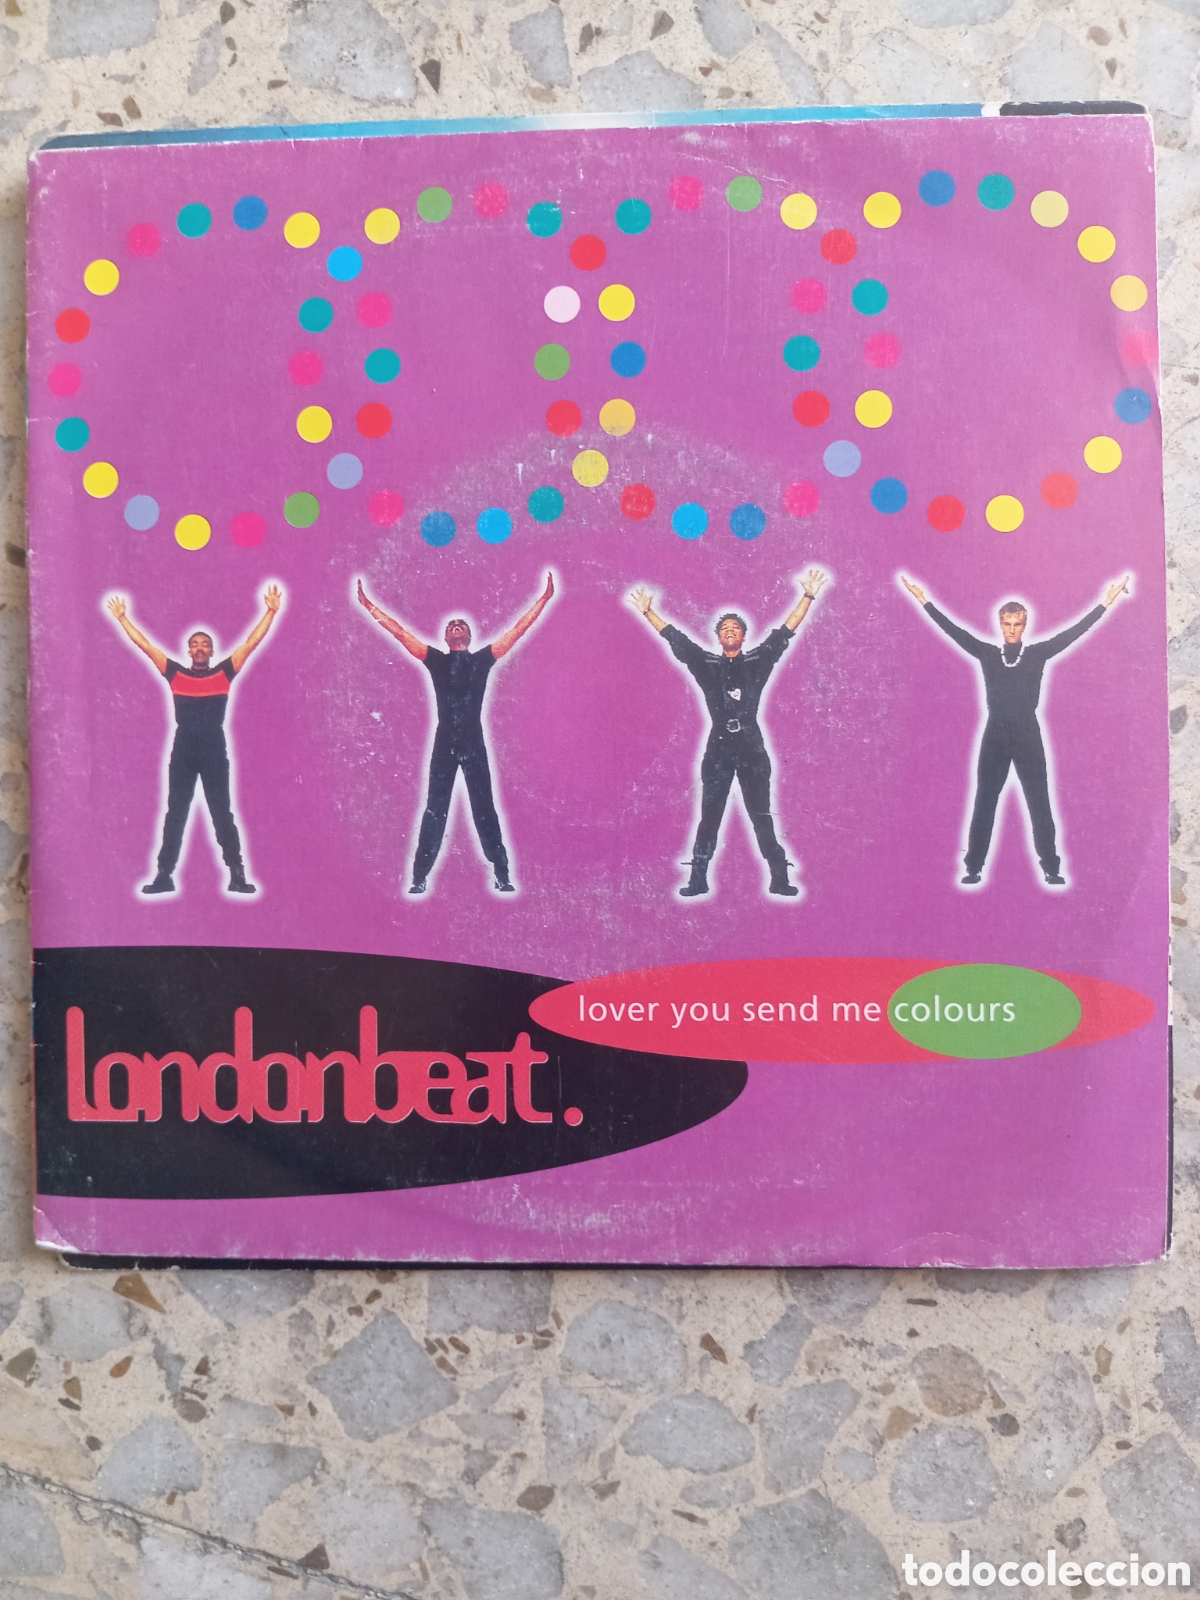 lover you send me colours
londonbeat.
todocoleccion